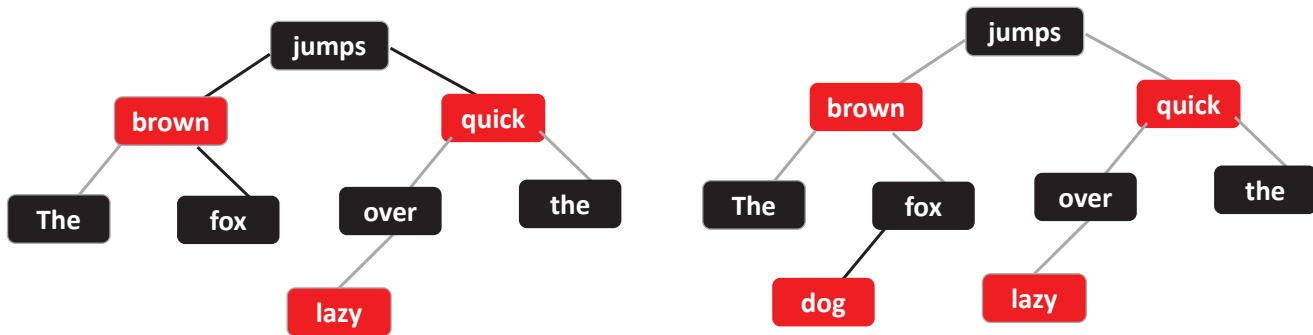 jumps
brown
quick
The
fox
over
the
lazy
jumps
brown
quick
The
fox
over
the
dog
lazy